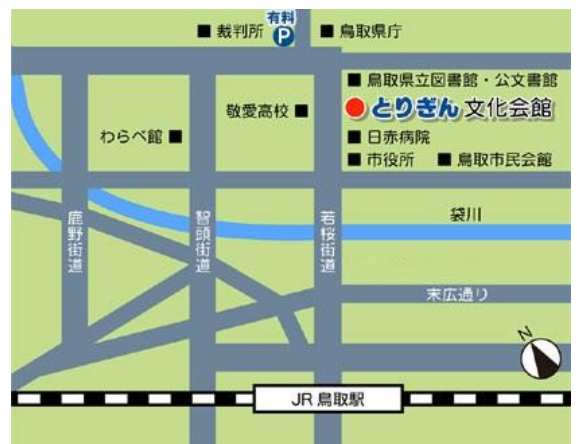 有料
P
裁判所
鳥取県庁
鳥取県立図書館・公文書館
敬愛高校
とりぎん文化会館
わらべ館
日赤病院
市役所
鳥取市民会館
鹿野街道
智頭街道
若桜街道
袋川
末広通り
N
JR鳥取駅